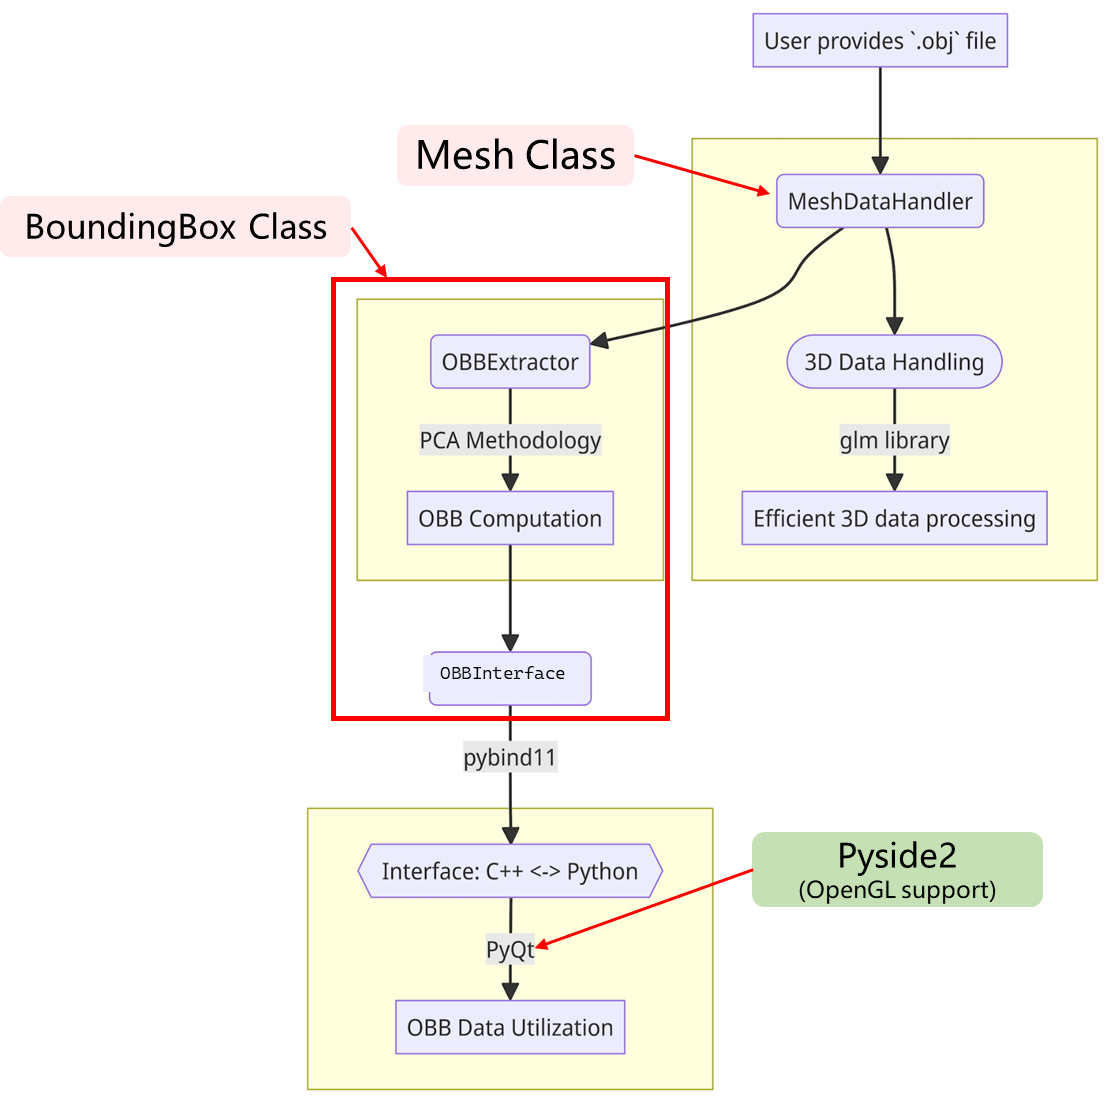 User provides `.obj` file
Mesh Class
MeshDataHandler
BoundingBox Class
OBBExtractor
3D Data Handling
PCA Methodology
glm library
OBB Computation
Efficient 3D data processing
OBBInterface
pybind11
Interface: C++ <-> Python
Pyside2
(OpenGL support)
PyQt
OBB Data Utilization